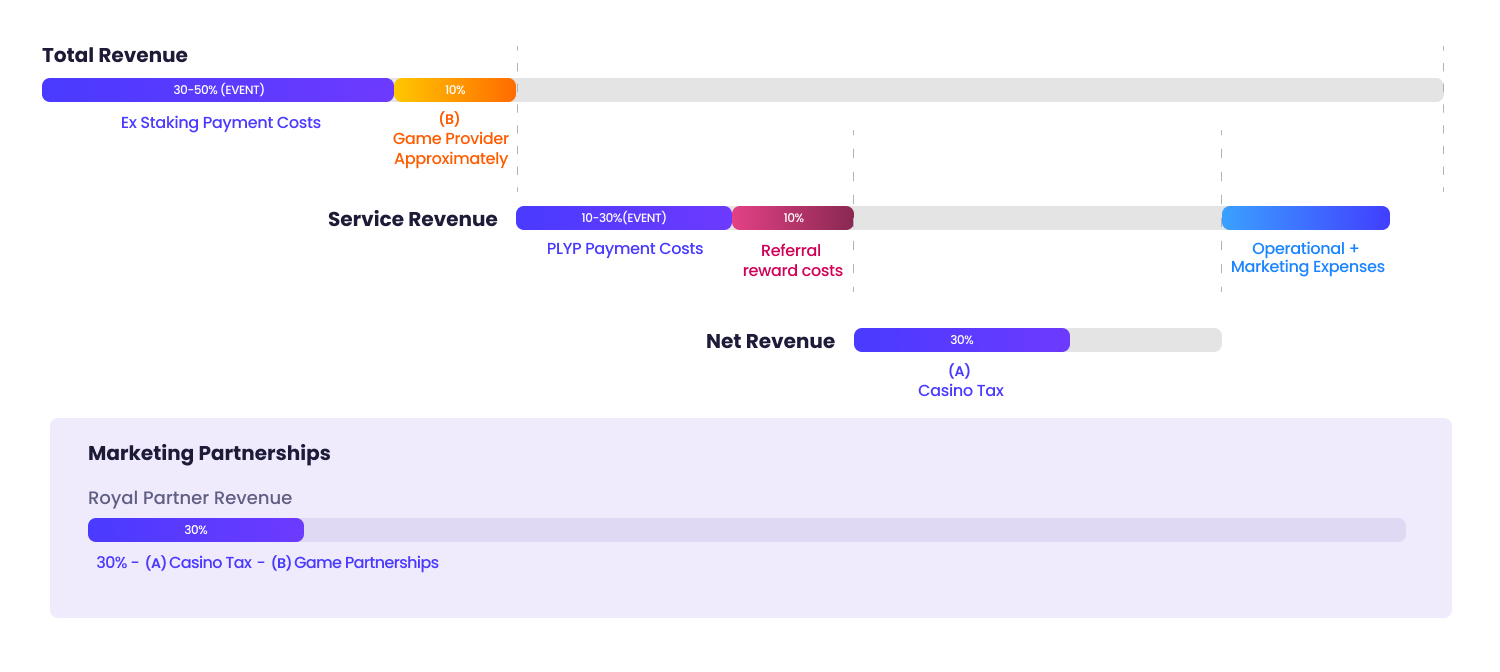 Total Revenue
30-50% (EVENT)
10%
Ex Staking Payment Costs
(B)
Game Provider
Approximately
Service Revenue
10-30%(EVENT)
10%
PLYP Payment Costs
Referral
reward costs
Operational +
Marketing Expenses
Net Revenue
30%
(A)
Casino Tax
Marketing Partnerships
Royal Partner Revenue
30%
30% - (A) Casino Tax - (B) Game Partnerships